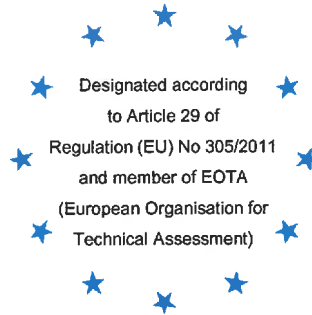 Designated according
to Article 29 of
Regulation (EU) No 305/2011
and member of EOTA
(European Organisation for
Technical Assessment)